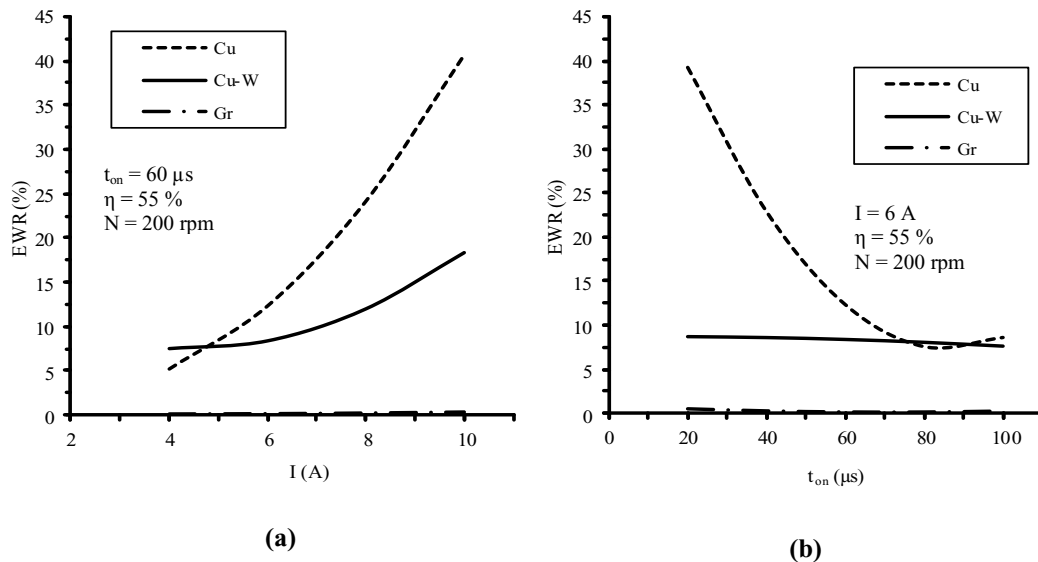 45
40
35
30
25
20
15
10
5
0
EWR (%)
Cu
Cu-W
Gr
t_on = 60 µs
η = 55 %
N = 200 rpm
2 4 6 8 10
I (A)
(a)
45
40
35
30
25
20
15
10
5
0
EWR (%)
Cu
Cu-W
Gr
I = 6 A
η = 55 %
N = 200 rpm
0 20 40 60 80 100
t_on (µs)
(b)